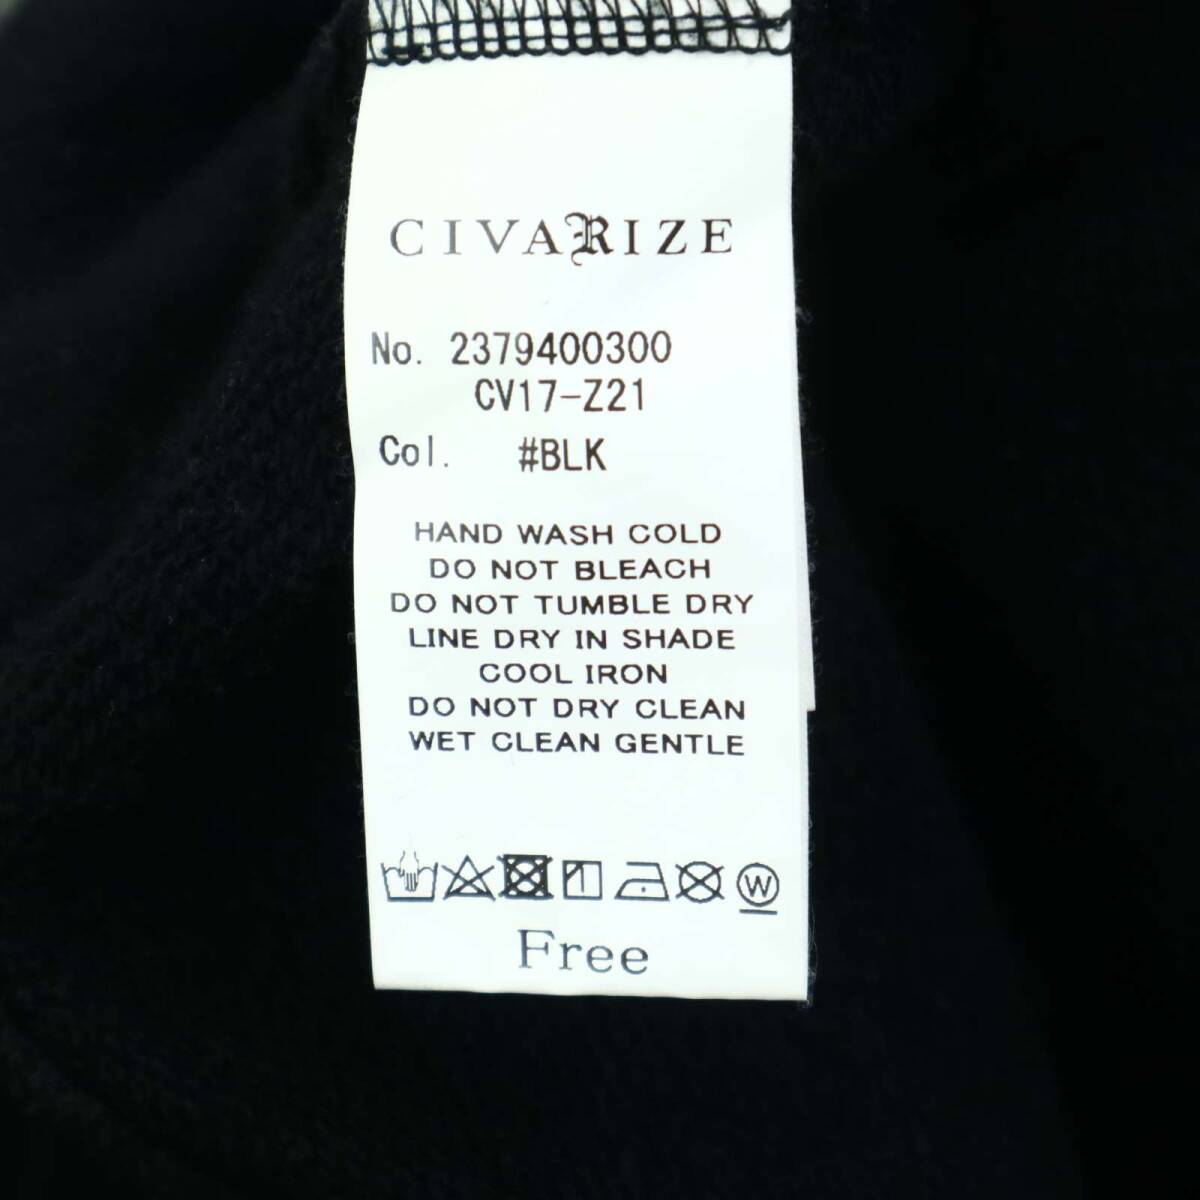 CIVARIZE
No. 2379400300
CV17-Z21
Col. #BLK
HAND WASH COLD
DO NOT BLEACH
DO NOT TUMBLE DRY
LINE DRY IN SHADE
COOL IRON
DO NOT DRY CLEAN
WET CLEAN GENTLE
W
Free